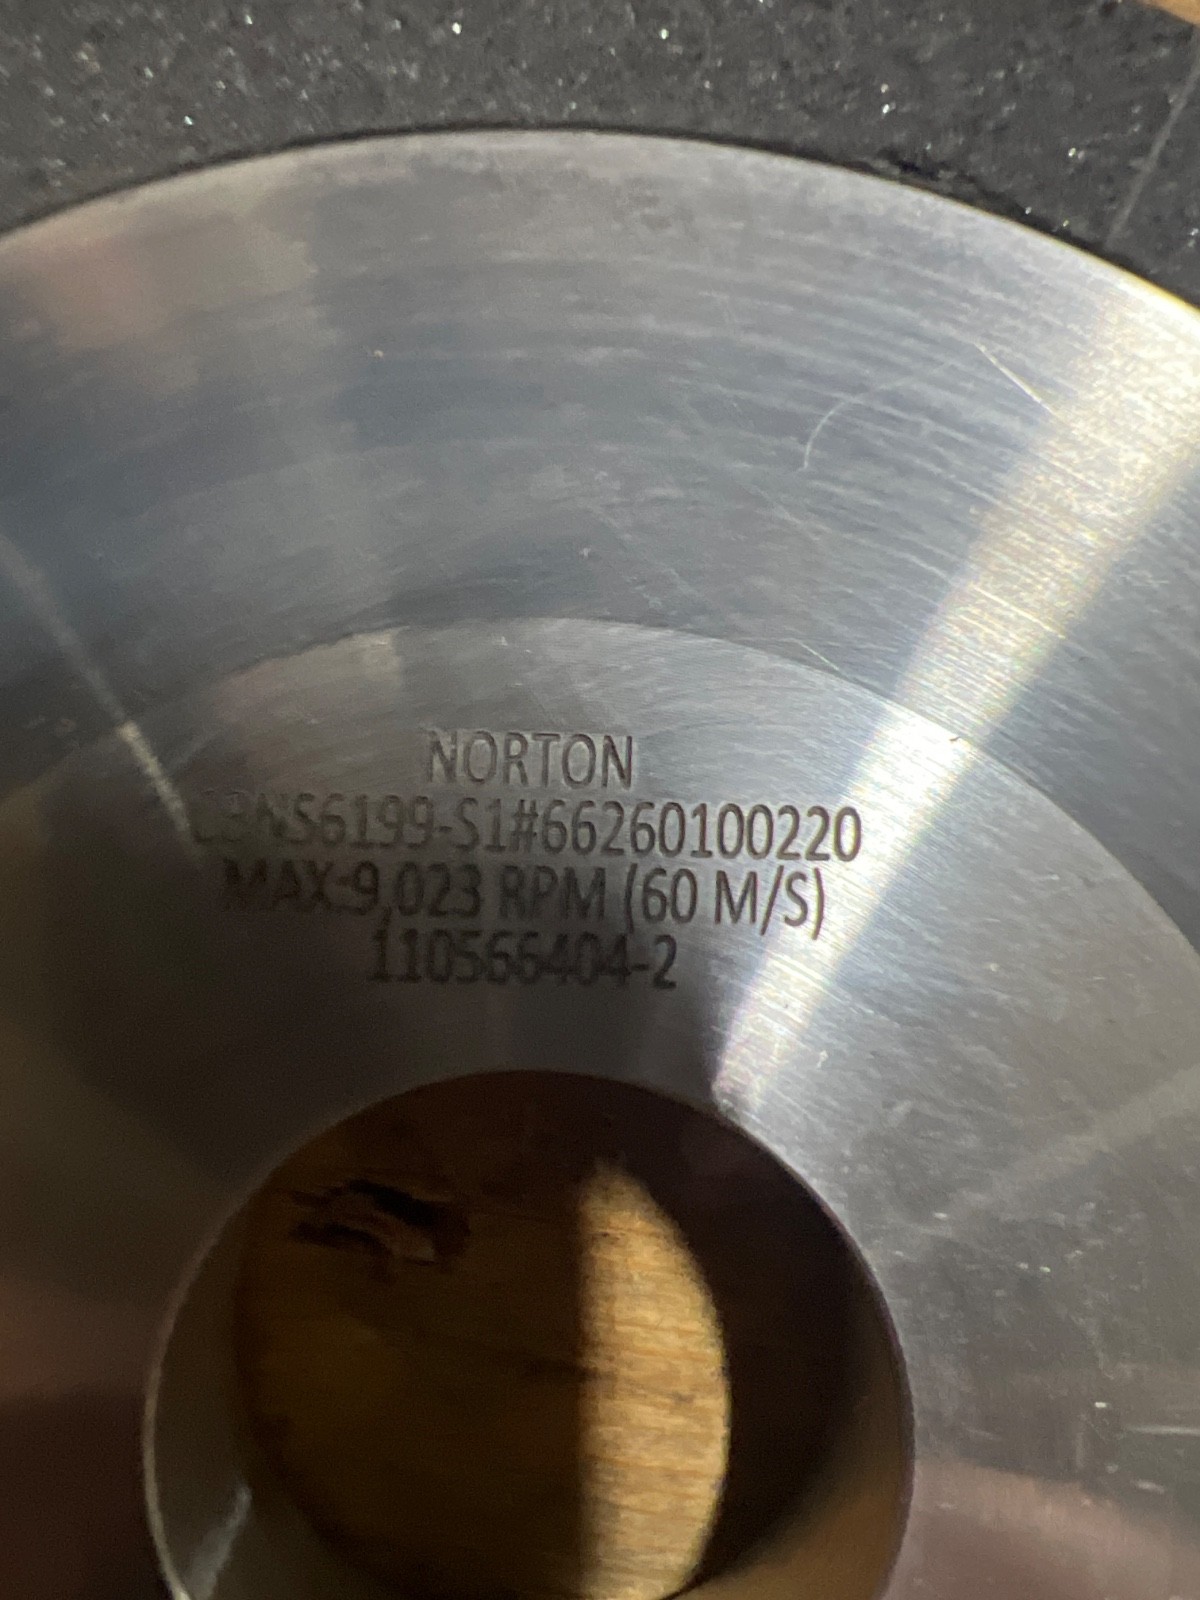 NORTON
CBNS6199-S1#66260100220
MAX:9,023 RPM (60 M/S)
110566404-2